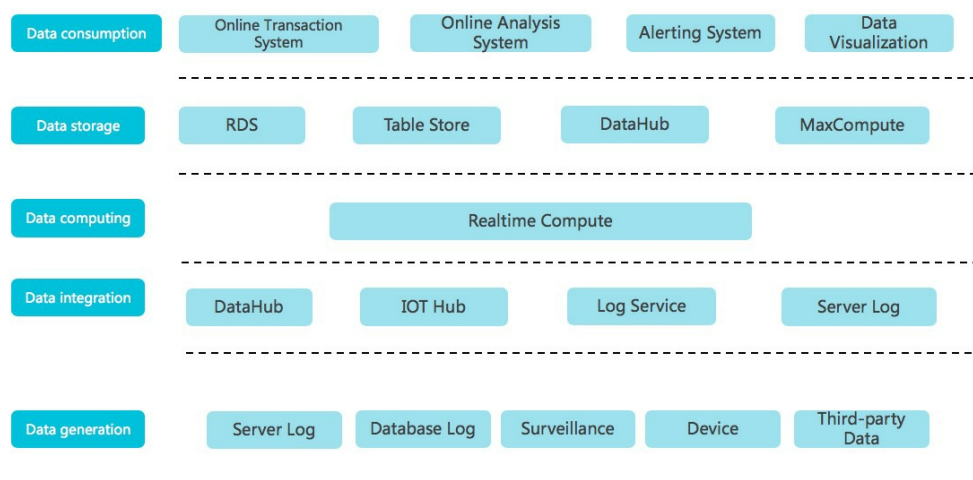 Data consumption
Online Transaction
System
Online Analysis
System
Alerting System
Data
Visualization
Data storage
RDS
Table Store
DataHub
MaxCompute
Data computing
Realtime Compute
Data integration
DataHub
IOT Hub
Log Service
Server Log
Data generation
Server Log
Database Log
Surveillance
Device
Third-party
Data